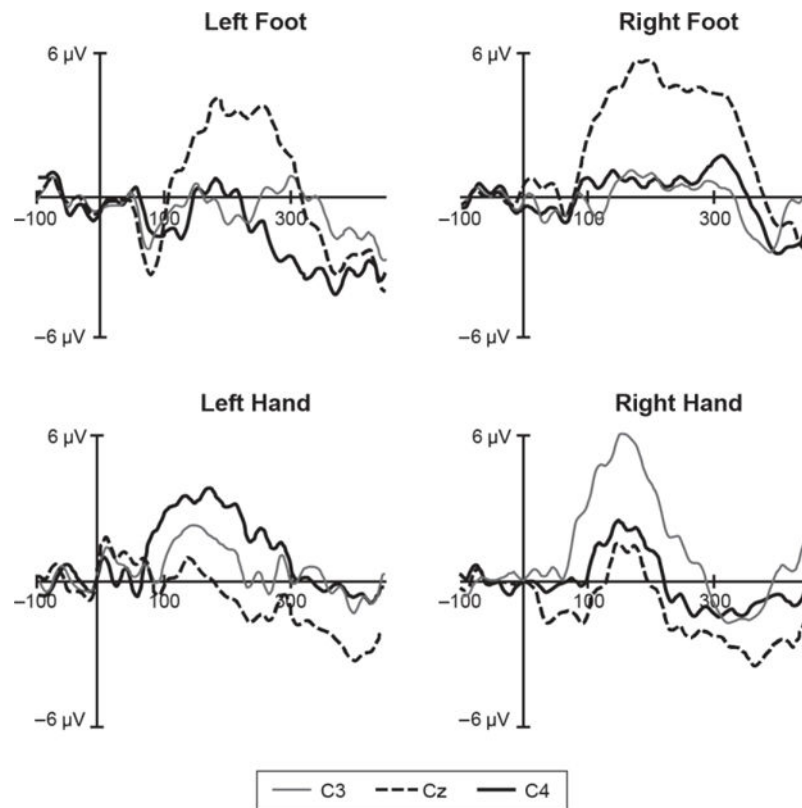 Left Foot
6 µV
–100
100
300
–6 µV
Right Foot
6 µV
–100
100
300
–6 µV
Left Hand
6 µV
–100
100
300
–6 µV
Right Hand
6 µV
–100
100
300
–6 µV
C3 Cz C4